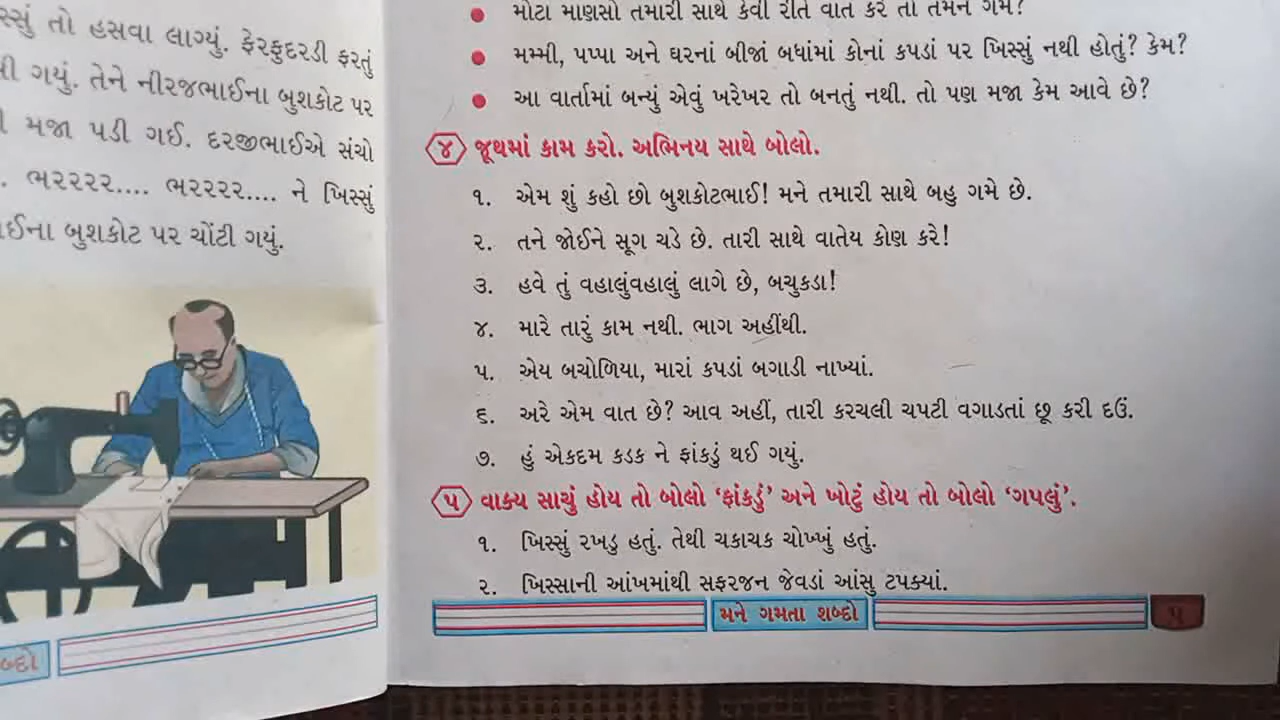 સ્સું તો હસવા લાગ્યું. ફેરફુદરડી ફરતું
ગયું. તેને નીરજભાઈના બુશકોટ પર
મજા પડી ગઈ. દરજીભાઈએ સંચો
. ભરરરર.... ભરરરર.... ને ખિસ્સું
ઈના બુશકોટ પર ચોંટી ગયું.
બ્દો
• મોટા માણસો તમારી સાથે કેવી રીતે વાત કરે તો તમને ગમે?
• મમ્મી, પપ્પા અને ઘરનાં બીજાં બધાંમાં કોનાં કપડાં પર ખિસ્સું નથી હોતું? કેમ?
• આ વાર્તામાં બન્યું એવું ખરેખર તો બનતું નથી. તો પણ મજા કેમ આવે છે?
૪ જૂથમાં કામ કરો. અભિનય સાથે બોલો.
૧. એમ શું કહો છો બુશકોટભાઈ! મને તમારી સાથે બહુ ગમે છે.
૨. તને જોઈને સૂગ ચડે છે. તારી સાથે વાતેય કોણ કરે!
૩. હવે તું વહાલુંવહાલું લાગે છે, બચુકડા!
૪. મારે તારું કામ નથી. ભાગ અહીંથી.
૫. એય બચોળિયા, મારાં કપડાં બગાડી નાખ્યાં.
૬. અરે એમ વાત છે? આવ અહીં, તારી કરચલી ચપટી વગાડતાં છૂ કરી દઉં.
૭. હું એકદમ કડક ને ફાંકડું થઈ ગયું.
૫ વાક્ય સાચું હોય તો બોલો ‘ફાંકડું’ અને ખોટું હોય તો બોલો ‘ગપલું’.
૧. ખિસ્સું રખડુ હતું. તેથી ચકાચક ચોખ્ખું હતું.
૨. ખિસ્સાની આંખમાંથી સફરજન જેવડાં આંસુ ટપક્યાં.
મને ગમતા શબ્દો
૫